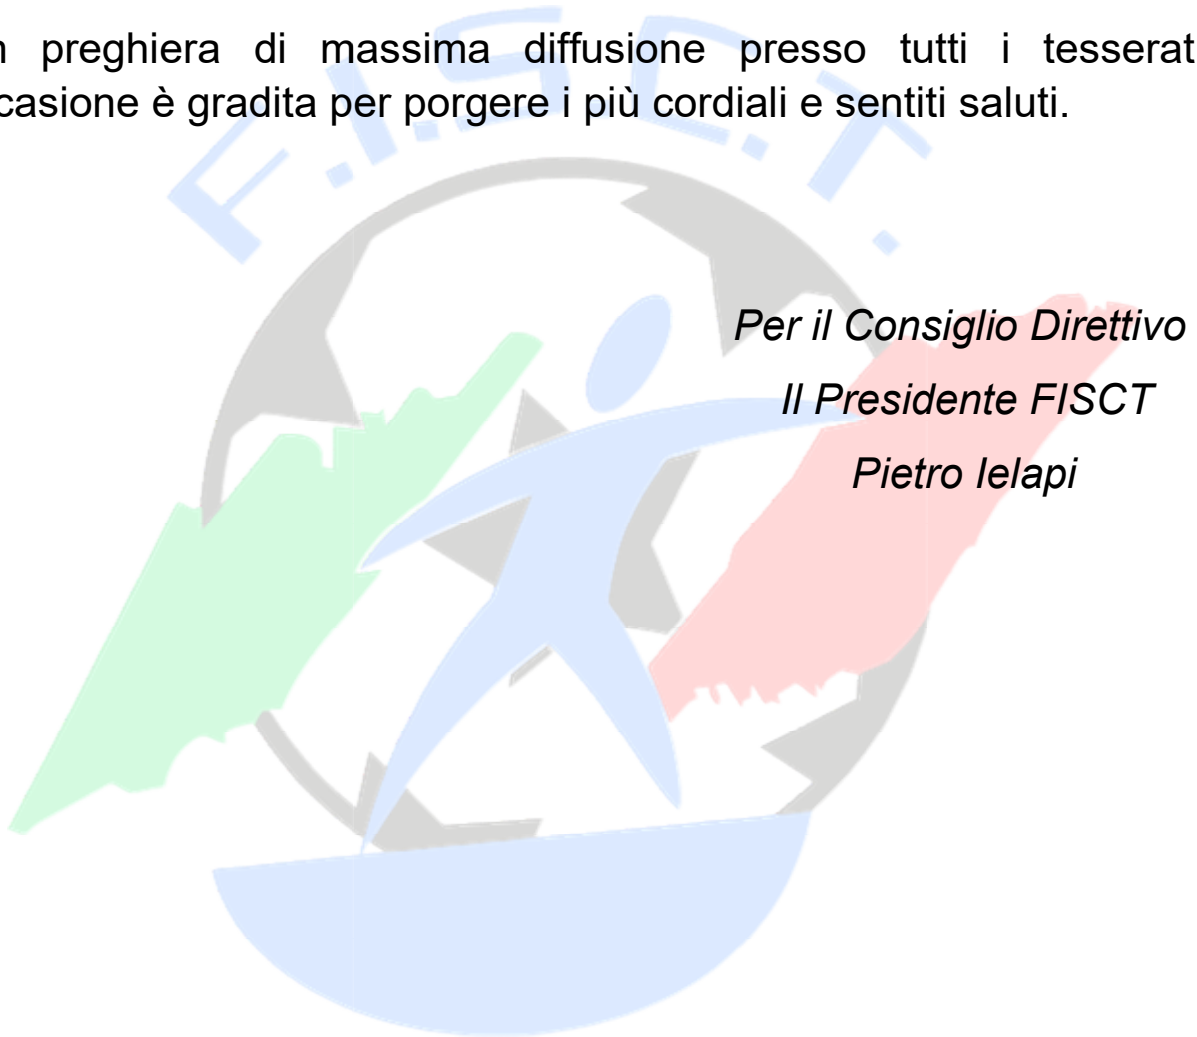 F.I.S.C.T.
preghiera di massima diffusione presso tutti i tesserat
casione è gradita per porgere i più cordiali e sentiti saluti.
Per il Consiglio Direttivo
Il Presidente FISCT
Pietro Ielapi